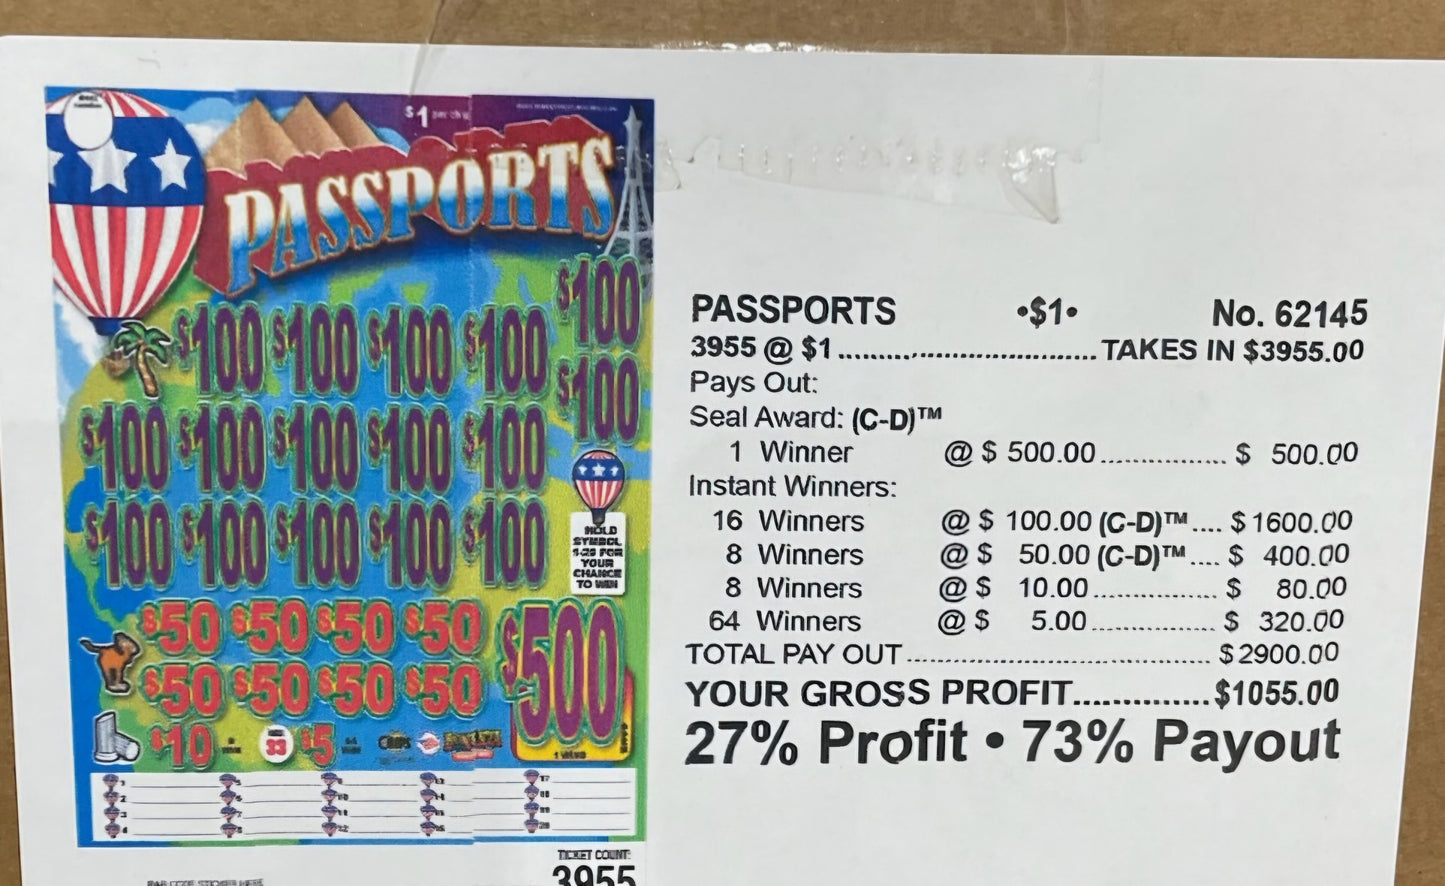 $1
PASSPORTS
$100
$100 $100 $100 $100
$100
$100 $100 $100 $100 $100
$100 $100 $100 $100 $100
HOLD
SYMBOL
1-20 FOR
YOUR
CHANCE
TO WIN
$50 $50 $50 $50
$500
$50 $50 $50 $50
$10 33 $5
TICKET COUNT:
3955
PASSPORTS •$1• No. 62145
3955 @ $1 TAKES IN $3955.00
Pays Out:
Seal Award: (C-D)™
1 Winner @ $ 500.00 $ 500.00
Instant Winners:
16 Winners @ $ 100.00 (C-D)™ $ 1600.00
8 Winners @ $ 50.00 (C-D)™ $ 400.00
8 Winners @ $ 10.00 $ 80.00
64 Winners @ $ 5.00 $ 320.00
TOTAL PAY OUT $ 2900.00
YOUR GROSS PROFIT $1055.00
27% Profit • 73% Payout